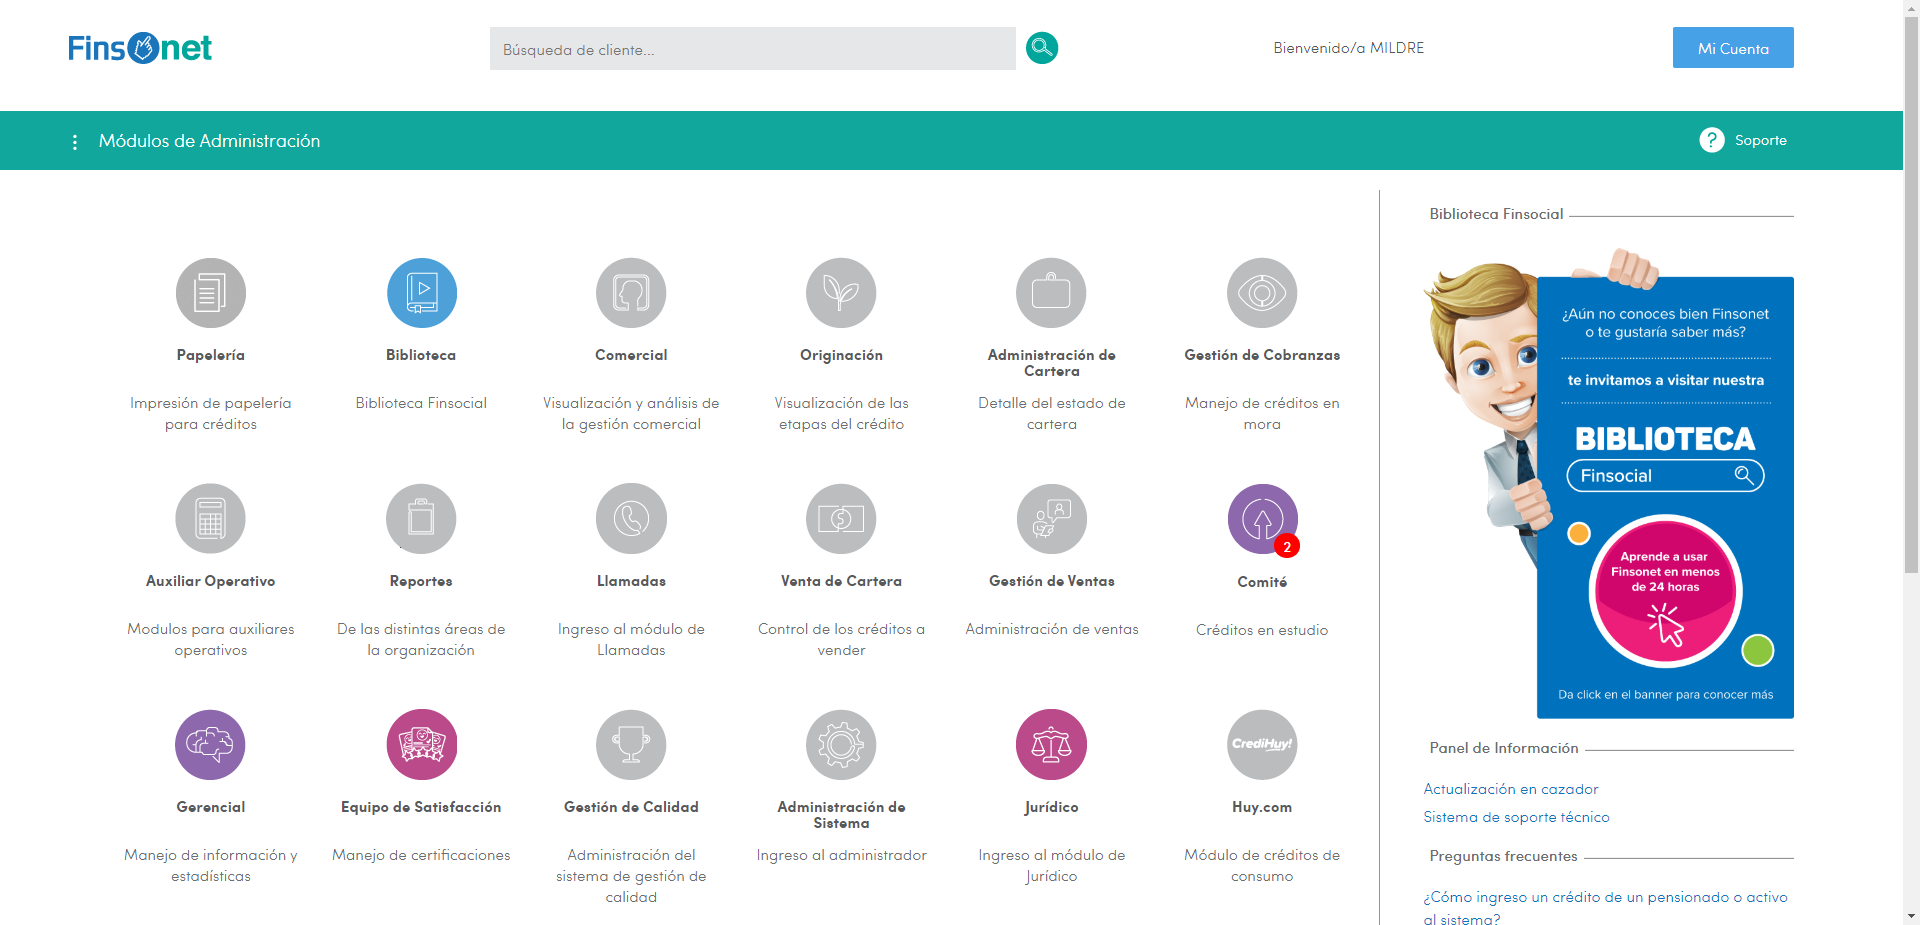 Finsonet
Búsqueda de cliente...
Bienvenido/a MILDRE
Mi Cuenta
Módulos de Administración
? Soporte
Papelería
Impresión de papelería
para créditos
Biblioteca
Biblioteca Finsocial
Comercial
Visualización y análisis de
la gestión comercial
Originación
Visualización de las
etapas del crédito
Administración de
Cartera
Detalle del estado de
cartera
Gestión de Cobranzas
Manejo de créditos en
mora
Auxiliar Operativo
Modulos para auxiliares
operativos
Reportes
De las distintas áreas de
la organización
Llamadas
Ingreso al módulo de
Llamadas
$
Venta de Cartera
Control de los créditos a
vender
Gestión de Ventas
Administración de ventas
2
Comité
Créditos en estudio
Gerencial
Manejo de información y
estadísticas
Equipo de Satisfacción
Manejo de certificaciones
Gestión de Calidad
Administración del
sistema de gestión de
calidad
Administración de
Sistema
Ingreso al administrador
Jurídico
Ingreso al módulo de
Jurídico
CrediHuy!
Huy.com
Módulo de créditos de
consumo
Biblioteca Finsocial
¿Aún no conoces bien Finsonet
o te gustaría saber más?
te invitamos a visitar nuestra
BIBLIOTECA
Finsocial
Aprende a usar
Finsonet en menos
de 24 horas
Da click en el banner para conocer más
Panel de Información
Actualización en cazador
Sistema de soporte técnico
Preguntas frecuentes
¿Cómo ingreso un crédito de un pensionado o activo
al sistema?